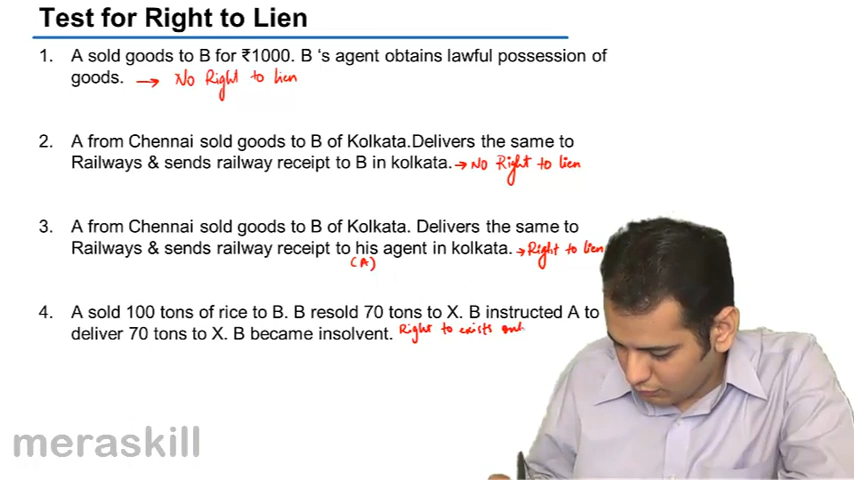 Test for Right to Lien
1. A sold goods to B for ₹1000. B 's agent obtains lawful possession of
goods. → No Right to lien
2. A from Chennai sold goods to B of Kolkata.Delivers the same to
Railways & sends railway receipt to B in kolkata. → No Right to lien
3. A from Chennai sold goods to B of Kolkata. Delivers the same to
Railways & sends railway receipt to his agent in kolkata. → Right to lien
(A)
4. A sold 100 tons of rice to B. B resold 70 tons to X. B instructed A to
deliver 70 tons to X. B became insolvent. Right to exists
meraskill